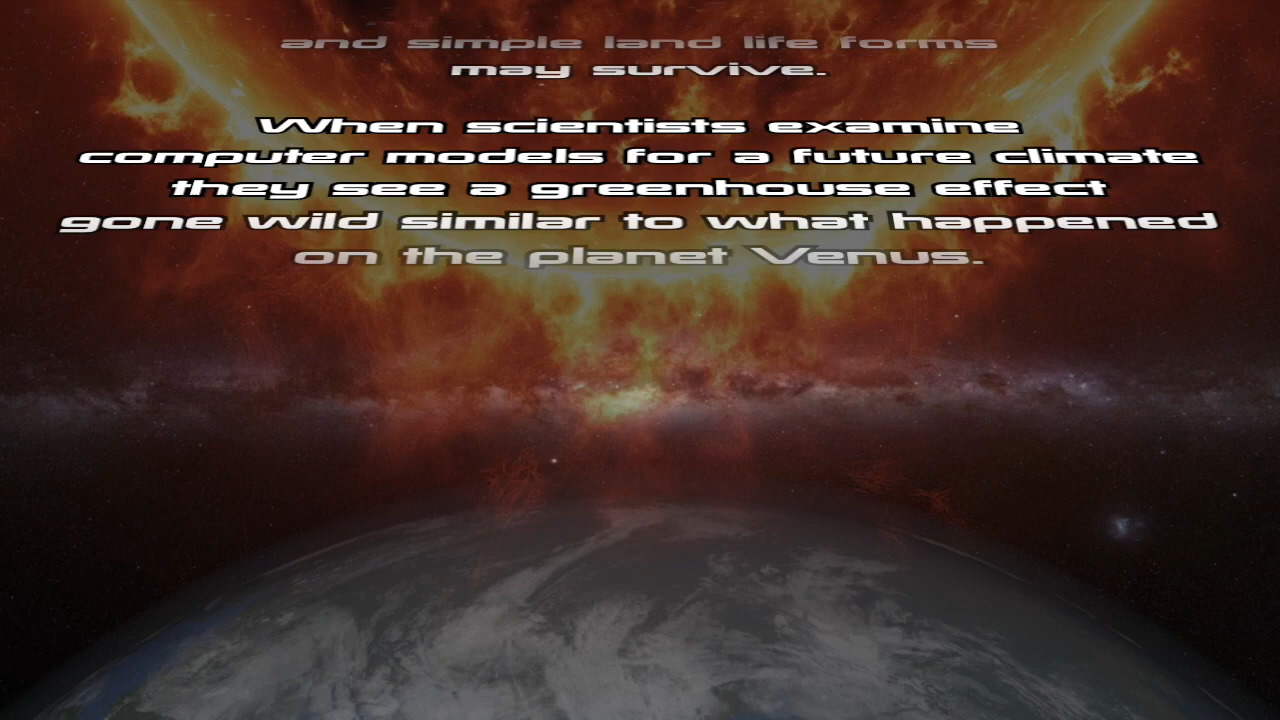 and simple land life forms
may survive.
When scientists examine
computer models for a future climate
they see a greenhouse effect
gone wild similar to what happened
on the planet Venus.